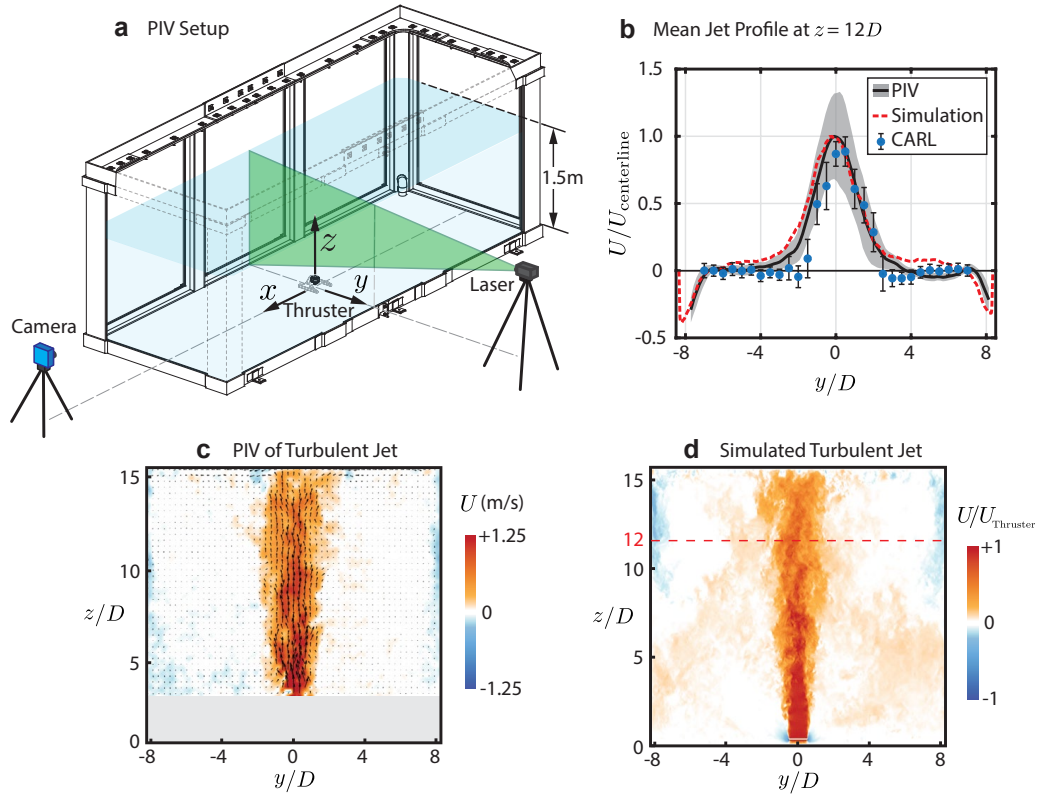 a PIV Setup
1.5m
z
x
y
Thruster
Laser
Camera
b Mean Jet Profile at z = 12D
U/U centerline
1.5
1.0
0.5
0
-0.5
-8 -4 0 4 8
y/D
PIV
Simulation
CARL
c PIV of Turbulent Jet
z/D
15
10
5
0
-8 -4 0 4 8
y/D
U (m/s)
+1.25
0
-1.25
d Simulated Turbulent Jet
z/D
15
12
10
5
0
-8 -4 0 4 8
y/D
U/U Thruster
+1
0
-1